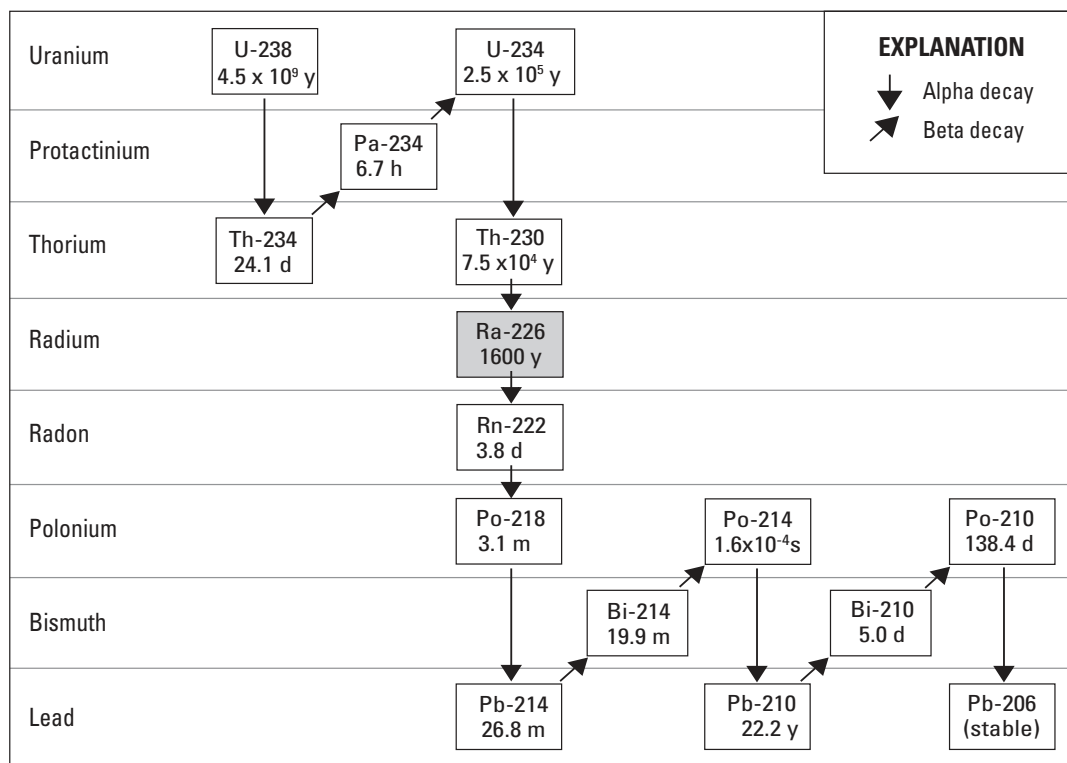 Uranium
U-238
4.5 x 10⁹ y
U-234
2.5 x 10⁵ y
EXPLANATION
Alpha decay
Beta decay
Protactinium
Pa-234
6.7 h
Thorium
Th-234
24.1 d
Th-230
7.5 x10⁴ y
Radium
Ra-226
1600 y
Radon
Rn-222
3.8 d
Polonium
Po-218
3.1 m
Po-214
1.6x10⁻⁴s
Po-210
138.4 d
Bismuth
Bi-214
19.9 m
Bi-210
5.0 d
Lead
Pb-214
26.8 m
Pb-210
22.2 y
Pb-206
(stable)